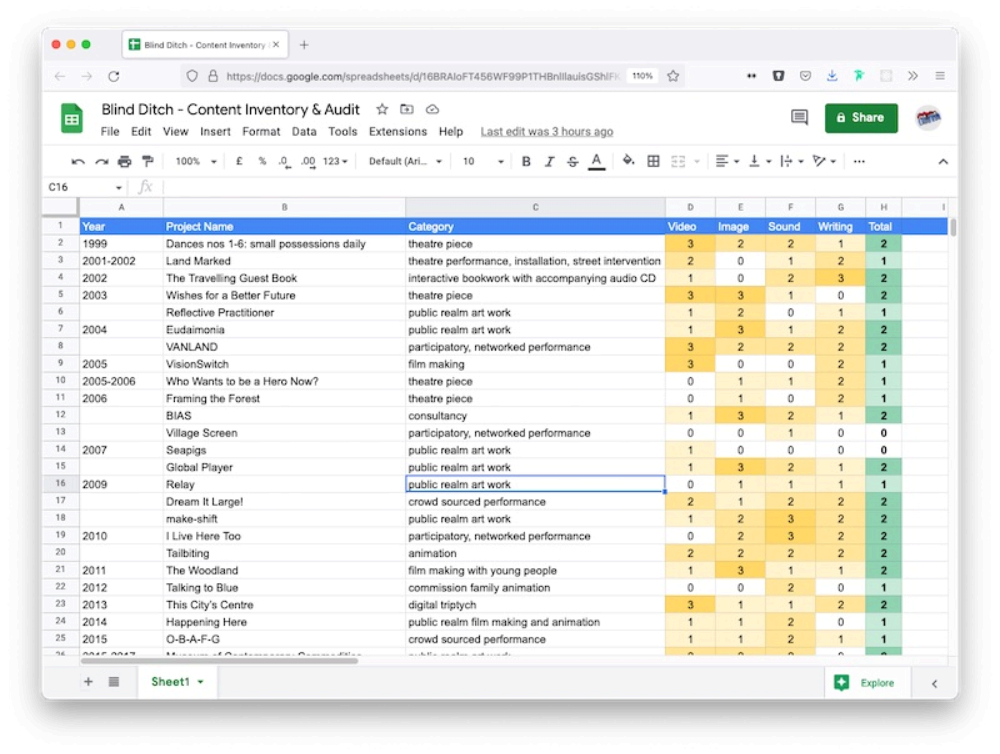 Blind Ditch - Content Inventory
https://docs.google.com/spreadsheets/d/ 110%
Blind Ditch - Content Inventory & Audit
Share
File Edit View Insert Format Data Tools Extensions Help Last edit was 3 hours ago
100% £ % .0 .00 123 Default (Ari... 10 B I S A
C16 fx
A B C D E F G H I
1 Year Project Name Category Video Image Sound Writing Total
2 1999 Dances nos 1-6: small possessions daily theatre piece 3 2 2 1 2
3 2001-2002 Land Marked theatre performance, installation, street intervention 2 0 1 2 1
4 2002 The Travelling Guest Book interactive bookwork with accompanying audio CD 1 0 2 3 2
5 2003 Wishes for a Better Future theatre piece 3 3 1 0 2
6 Reflective Practitioner public realm art work 1 2 0 1 1
7 2004 Eudaimonia public realm art work 1 3 1 2 2
8 VANLAND participatory, networked performance 3 2 2 2 2
9 2005 VisionSwitch film making 3 0 0 2 1
10 2005-2006 Who Wants to be a Hero Now? theatre piece 0 1 1 2 1
11 2006 Framing the Forest theatre piece 0 1 0 2 1
12 BIAS consultancy 1 3 2 1 2
13 Village Screen participatory, networked performance 0 0 1 0 0
14 2007 Seapigs public realm art work 1 0 0 0 0
15 Global Player public realm art work 1 3 2 1 2
16 2009 Relay public realm art work 0 1 1 1 1
17 Dream It Large! crowd sourced performance 2 1 2 2 2
18 make-shift public realm art work 1 2 3 2 2
19 2010 I Live Here Too participatory, networked performance 0 2 3 2 2
20 Tailbiting animation 2 2 2 2 2
21 2011 The Woodland film making with young people 1 3 1 1 2
22 2012 Talking to Blue commission family animation 0 0 2 0 1
23 2013 This City's Centre digital triptych 3 1 1 2 2
24 2014 Happening Here public realm film making and animation 1 1 2 0 1
25 2015 O-B-A-F-G crowd sourced performance 1 1 2 1 1
Sheet1 Explore